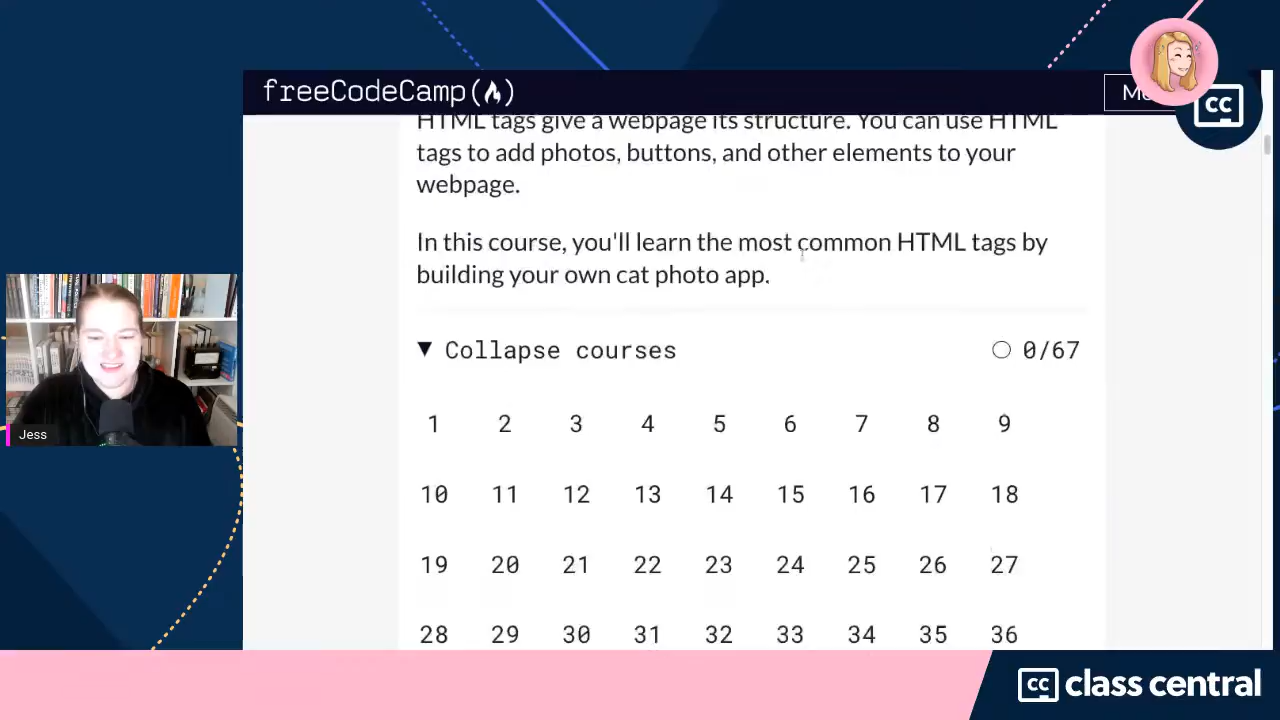 freeCodeCamp
HTML tags give a webpage its structure. You can use HTML
tags to add photos, buttons, and other elements to your
webpage.
In this course, you'll learn the most common HTML tags by
building your own cat photo app.
Collapse courses 0/67
1 2 3 4 5 6 7 8 9
10 11 12 13 14 15 16 17 18
19 20 21 22 23 24 25 26 27
28 29 30 31 32 33 34 35 36
Jess
cc
cc class central